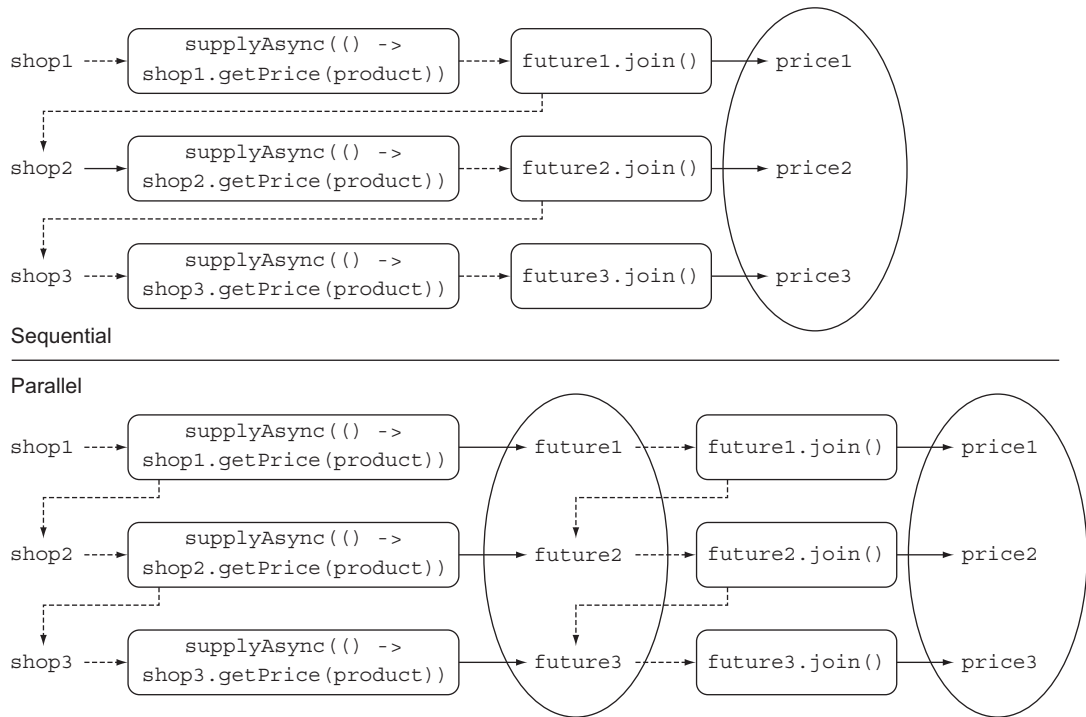 supplyAsync(() ->
shop1 shop1.getPrice(product)) future1.join() price1
supplyAsync(() ->
shop2 shop2.getPrice(product)) future2.join() price2
supplyAsync(() ->
shop3 shop3.getPrice(product)) future3.join() price3
Sequential
Parallel
supplyAsync(() ->
shop1 shop1.getPrice(product)) future1 future1.join() price1
supplyAsync(() ->
shop2 shop2.getPrice(product)) future2 future2.join() price2
supplyAsync(() ->
shop3 shop3.getPrice(product)) future3 future3.join() price3